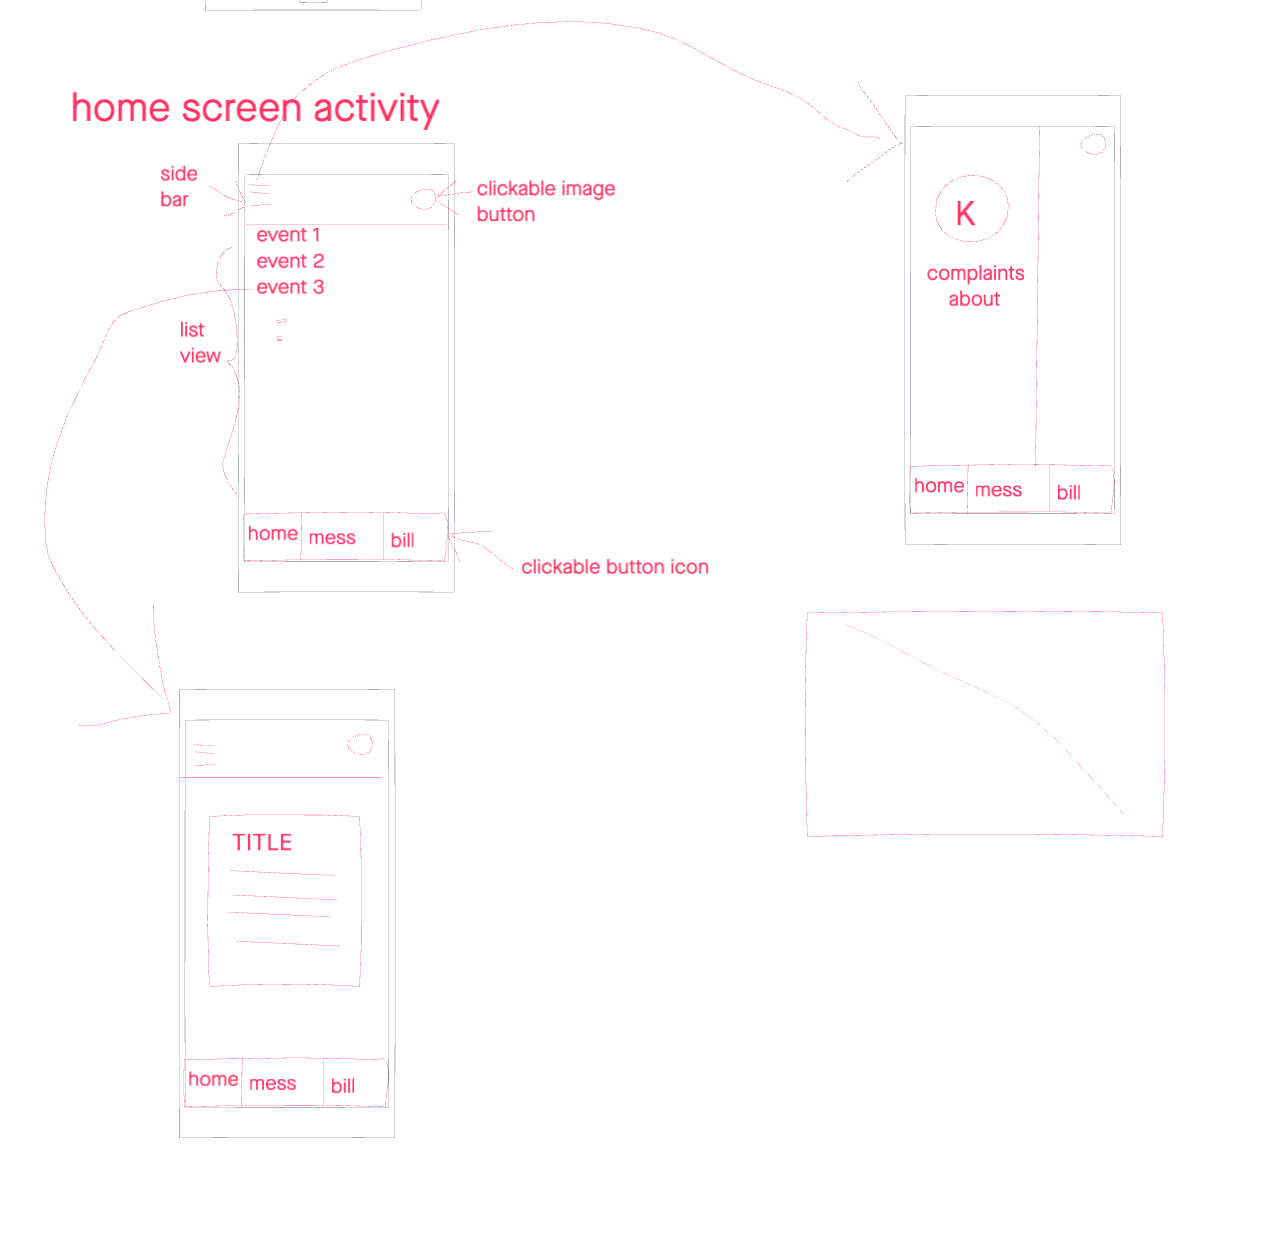 home screen activity
side
bar
clickable image
button
event 1
event 2
event 3
list
view
home mess bill
clickable button icon
K
complaints
about
home mess bill
TITLE
home mess bill